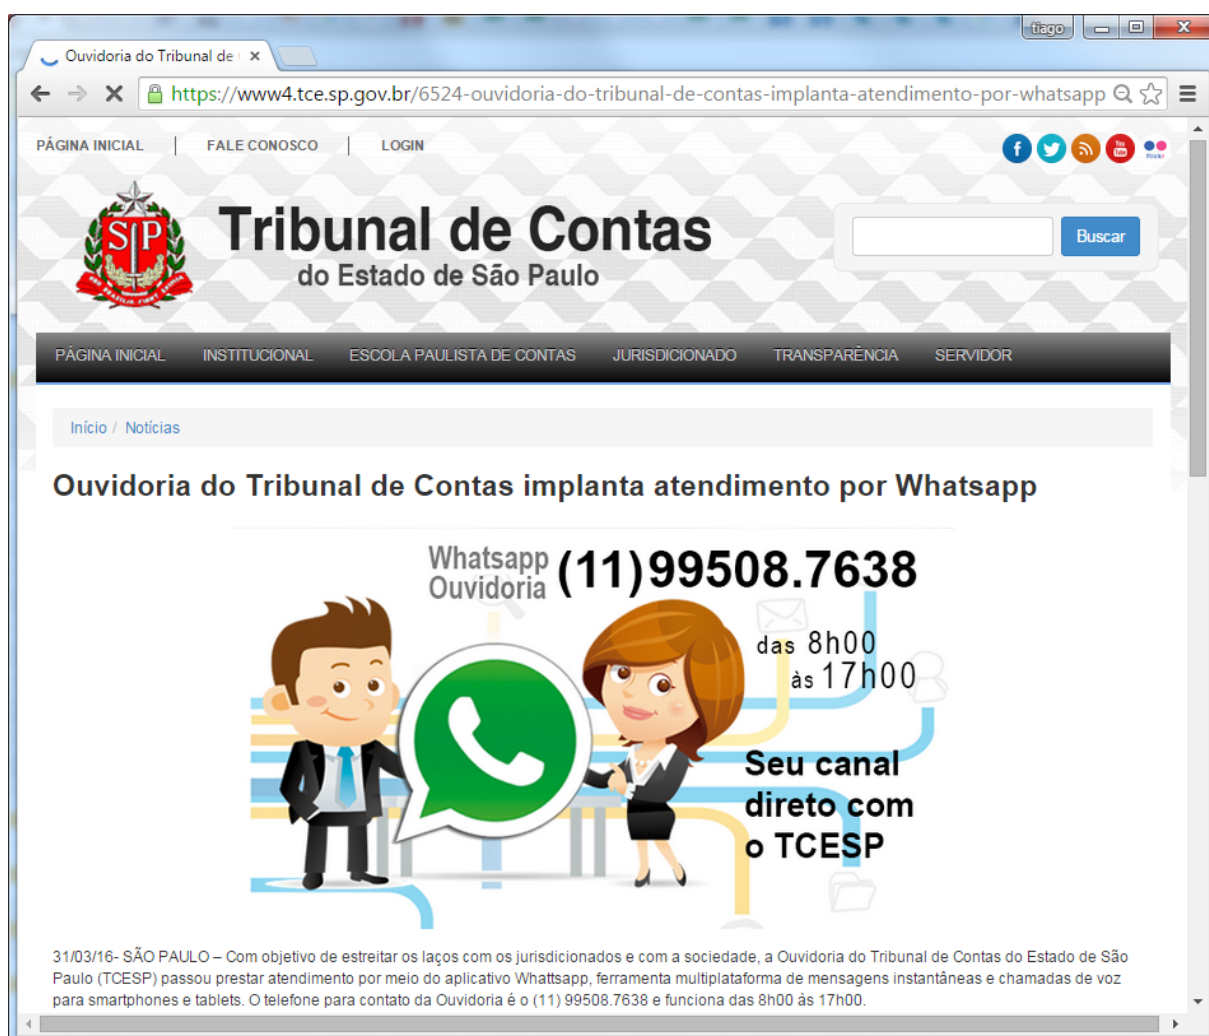 tiago
Ouvidoria do Tribunal de
https://www4.tce.sp.gov.br/6524-ouvidoria-do-tribunal-de-contas-implanta-atendimento-por-whatsapp
PÁGINA INICIAL | FALE CONOSCO | LOGIN
You Tube
flickr
SP
Tribunal de Contas
do Estado de São Paulo
Buscar
PÁGINA INICIAL INSTITUCIONAL ESCOLA PAULISTA DE CONTAS JURISDICIONADO TRANSPARÊNCIA SERVIDOR
Início / Notícias
Ouvidoria do Tribunal de Contas implanta atendimento por Whatsapp
Whatsapp
Ouvidoria
(11)99508.7638
das 8h00
às 17h00
Seu canal
direto com
o TCESP
31/03/16- SÃO PAULO – Com objetivo de estreitar os laços com os jurisdicionados e com a sociedade, a Ouvidoria do Tribunal de Contas do Estado de São
Paulo (TCESP) passou prestar atendimento por meio do aplicativo Whattsapp, ferramenta multiplataforma de mensagens instantâneas e chamadas de voz
para smartphones e tablets. O telefone para contato da Ouvidoria é o (11) 99508.7638 e funciona das 8h00 às 17h00.